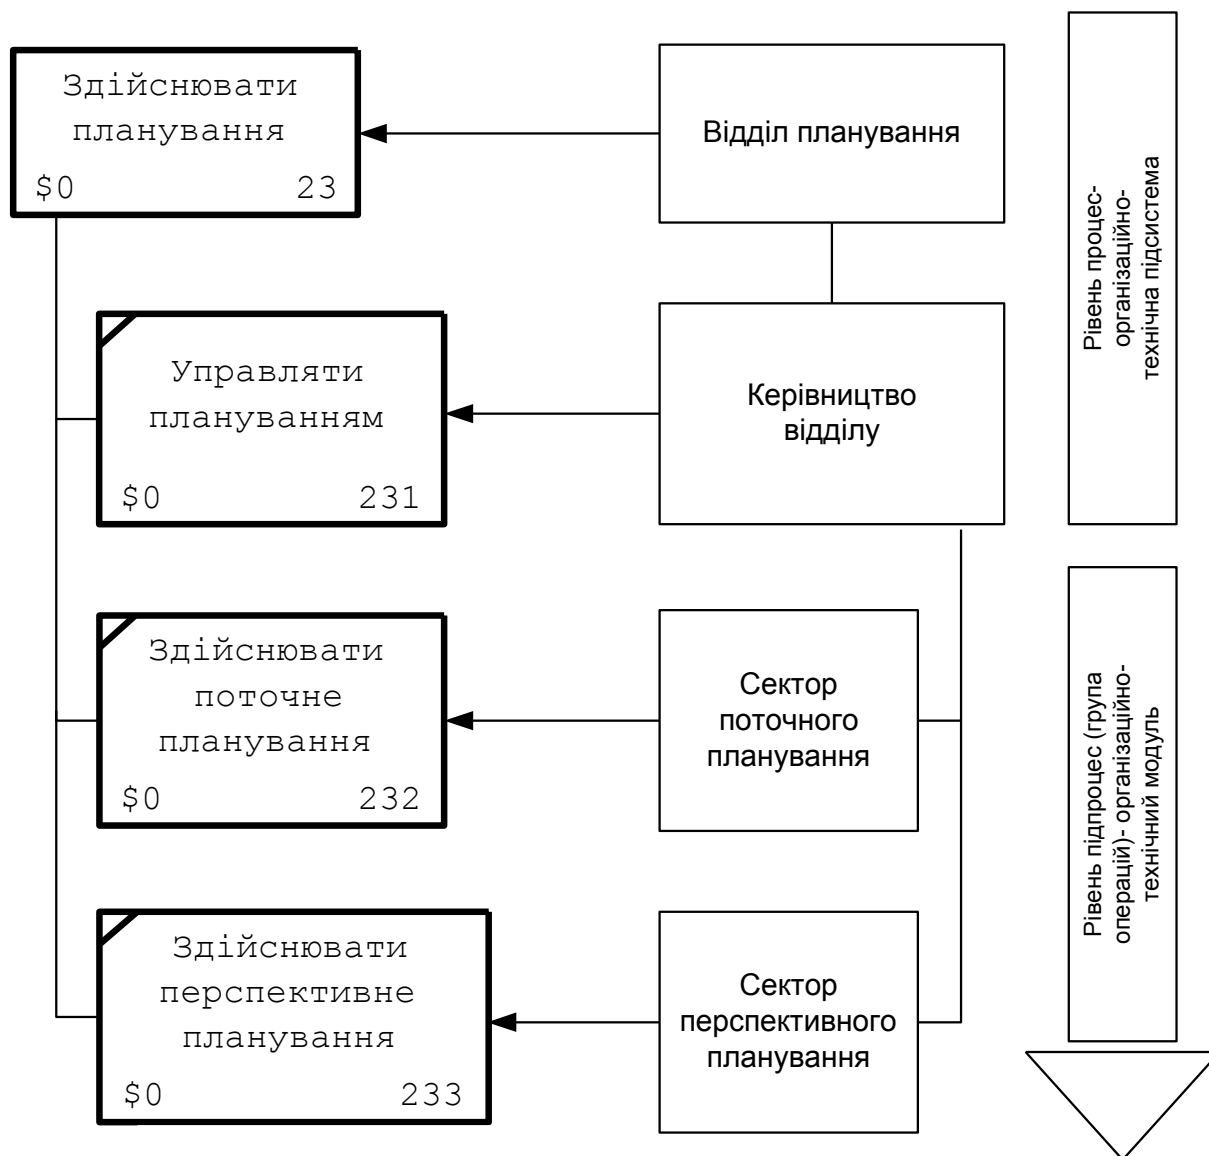 Здійснювати
планування
$0 23
Відділ планування
Рівень процес-
організаційно-
технічна підсистема
Управляти
плануванням
$0 231
Керівництво
відділу
Здійснювати
поточне
планування
$0 232
Сектор
поточного
планування
Рівень підпроцес (група
операцій)- організаційно-
технічний модуль
Здійснювати
перспективне
планування
$0 233
Сектор
перспективного
планування